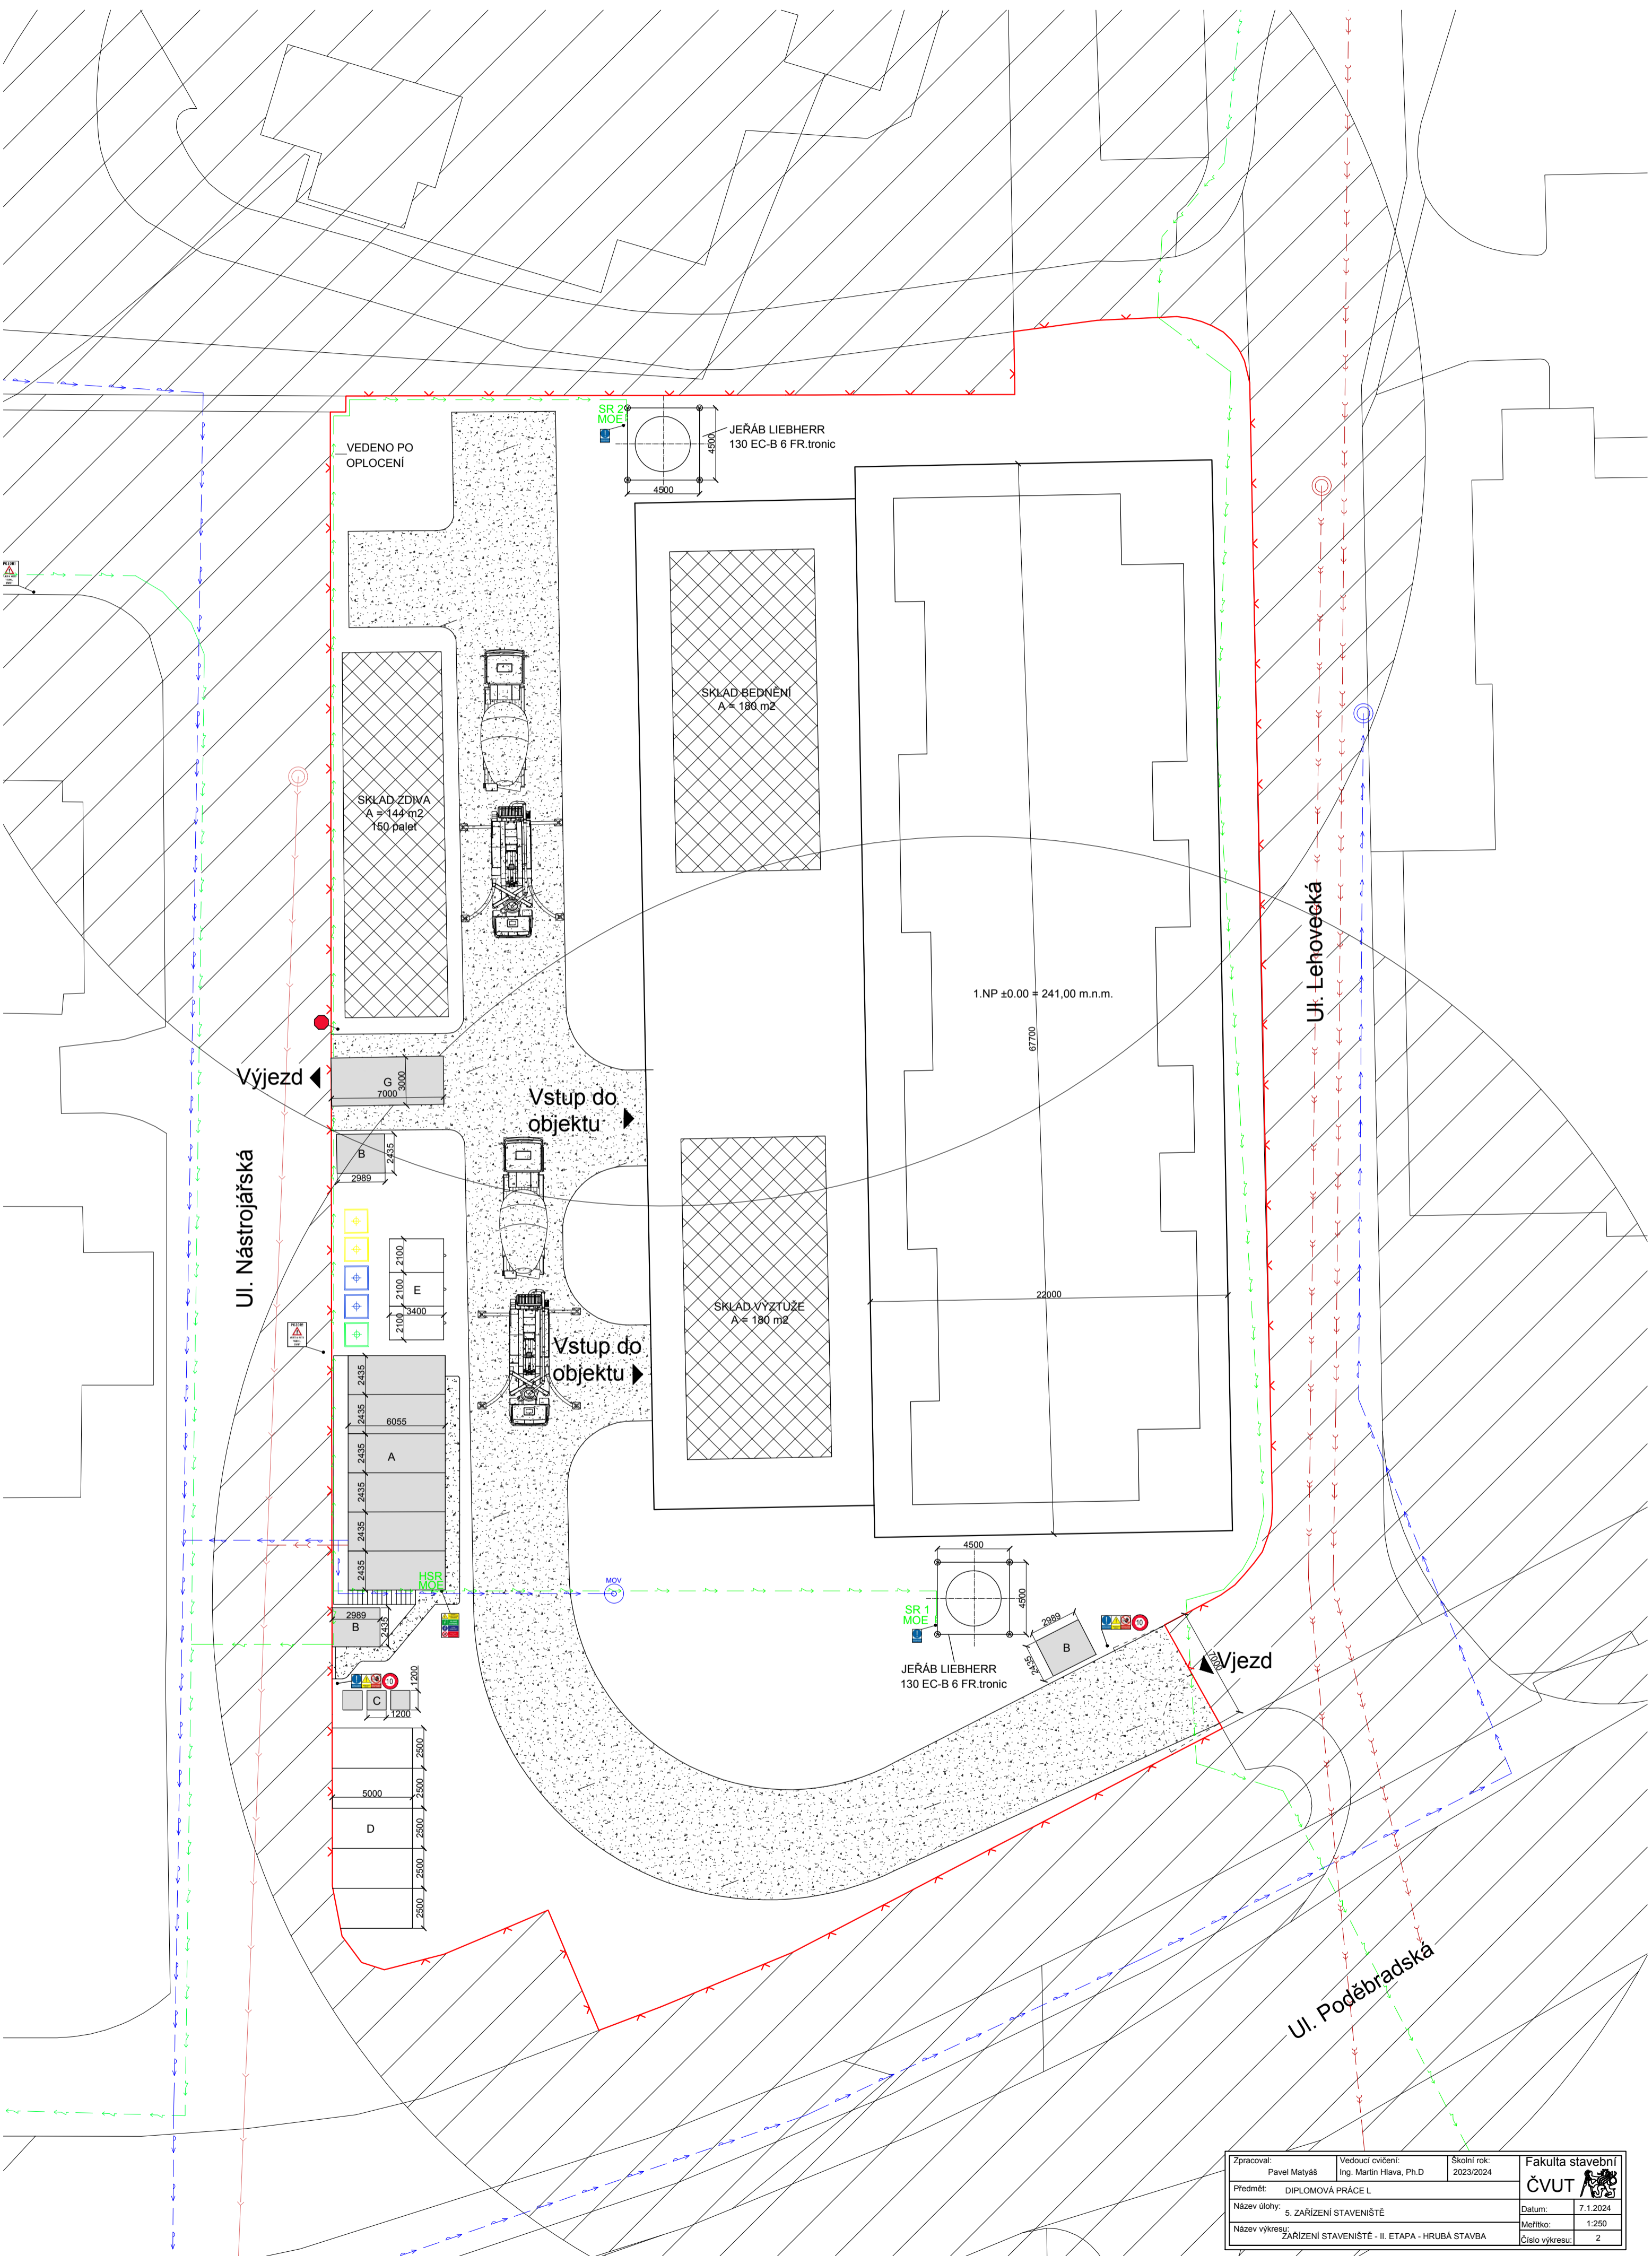 SR 2
MOE
JEŘÁB LIEBHERR
130 EC-B 6 FR.tronic
4500
4500
VEDENO PO
OPLOCENÍ
SKLAD BEDNĚNÍ
A = 180 m2
SKLAD ZDIVA
A = 144 m2
150 palet
Ul. Lehovecká
1.NP ±0.00 = 241,00 m.n.m.
67700
22000
Výjezd
G
3000
7000
Vstup do
objektu
B
2435
2989
Ul. Nástrojářská
2100
2100
2100
E
3400
SKLAD VÝZTUŽE
A = 180 m2
Vstup do
objektu
2435
2435
2435
2435
2435
2435
6055
A
HSR
MOE
MOV
4500
4500
SR 1
MOE
JEŘÁB LIEBHERR
130 EC-B 6 FR.tronic
2989
2435
B
2989
2435
B
10
7000
Vjezd
10
C
1200
1200
2500
2500
2500
2500
2500
5000
D
Ul. Poděbradská
Zpracoval:
Pavel Matyáš
Vedoucí cvičení:
Ing. Martin Hlava, Ph.D
Školní rok:
2023/2024
Fakulta stavební
ČVUT
Předmět: DIPLOMOVÁ PRÁCE L
Název úlohy: 5. ZAŘÍZENÍ STAVENIŠTĚ
Datum: 7.1.2024
Měřítko: 1:250
Název výkresu: ZAŘÍZENÍ STAVENIŠTĚ - II. ETAPA - HRUBÁ STAVBA
Číslo výkresu: 2